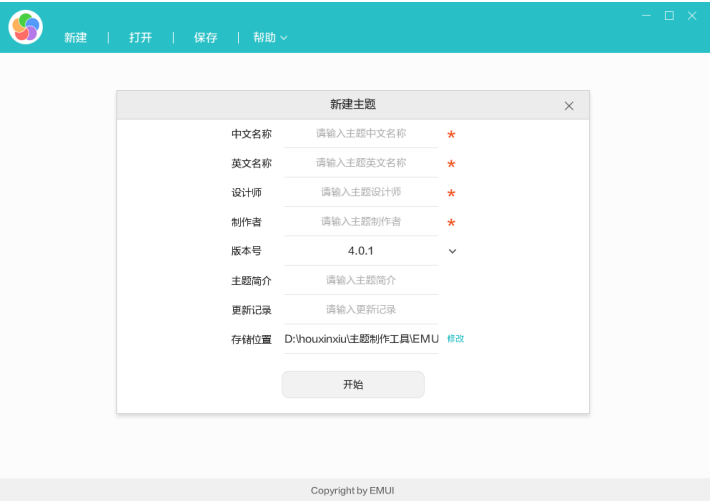 新建 | 打开 | 保存 | 帮助
新建主题
中文名称 请输入主题中文名称 *
英文名称 请输入主题英文名称 *
设计师 请输入主题设计师 *
制作者 请输入主题制作者 *
版本号 4.0.1
主题简介 请输入主题简介
更新记录 请输入更新记录
存储位置 D:\houxinxiu\主题制作工具\EMU 修改
开始
Copyright by EMUI